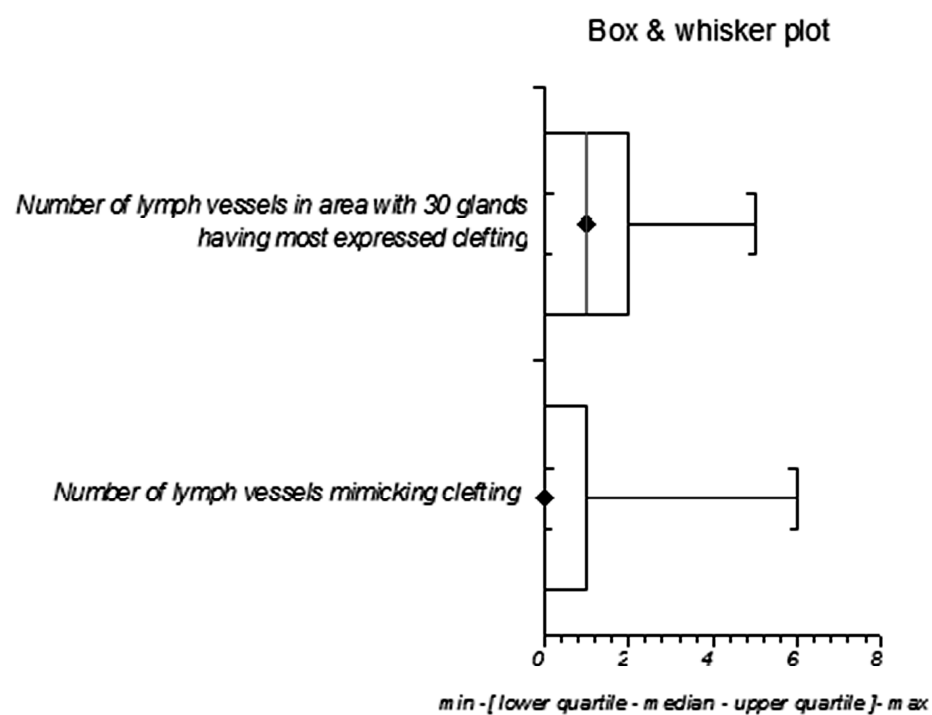 Box & whisker plot
Number of lymph vessels in area with 30 glands
having most expressed clefting
Number of lymph vessels mimicking clefting
0 2 4 6 8
min -[ lower quartile - median - upper quartile ]- max